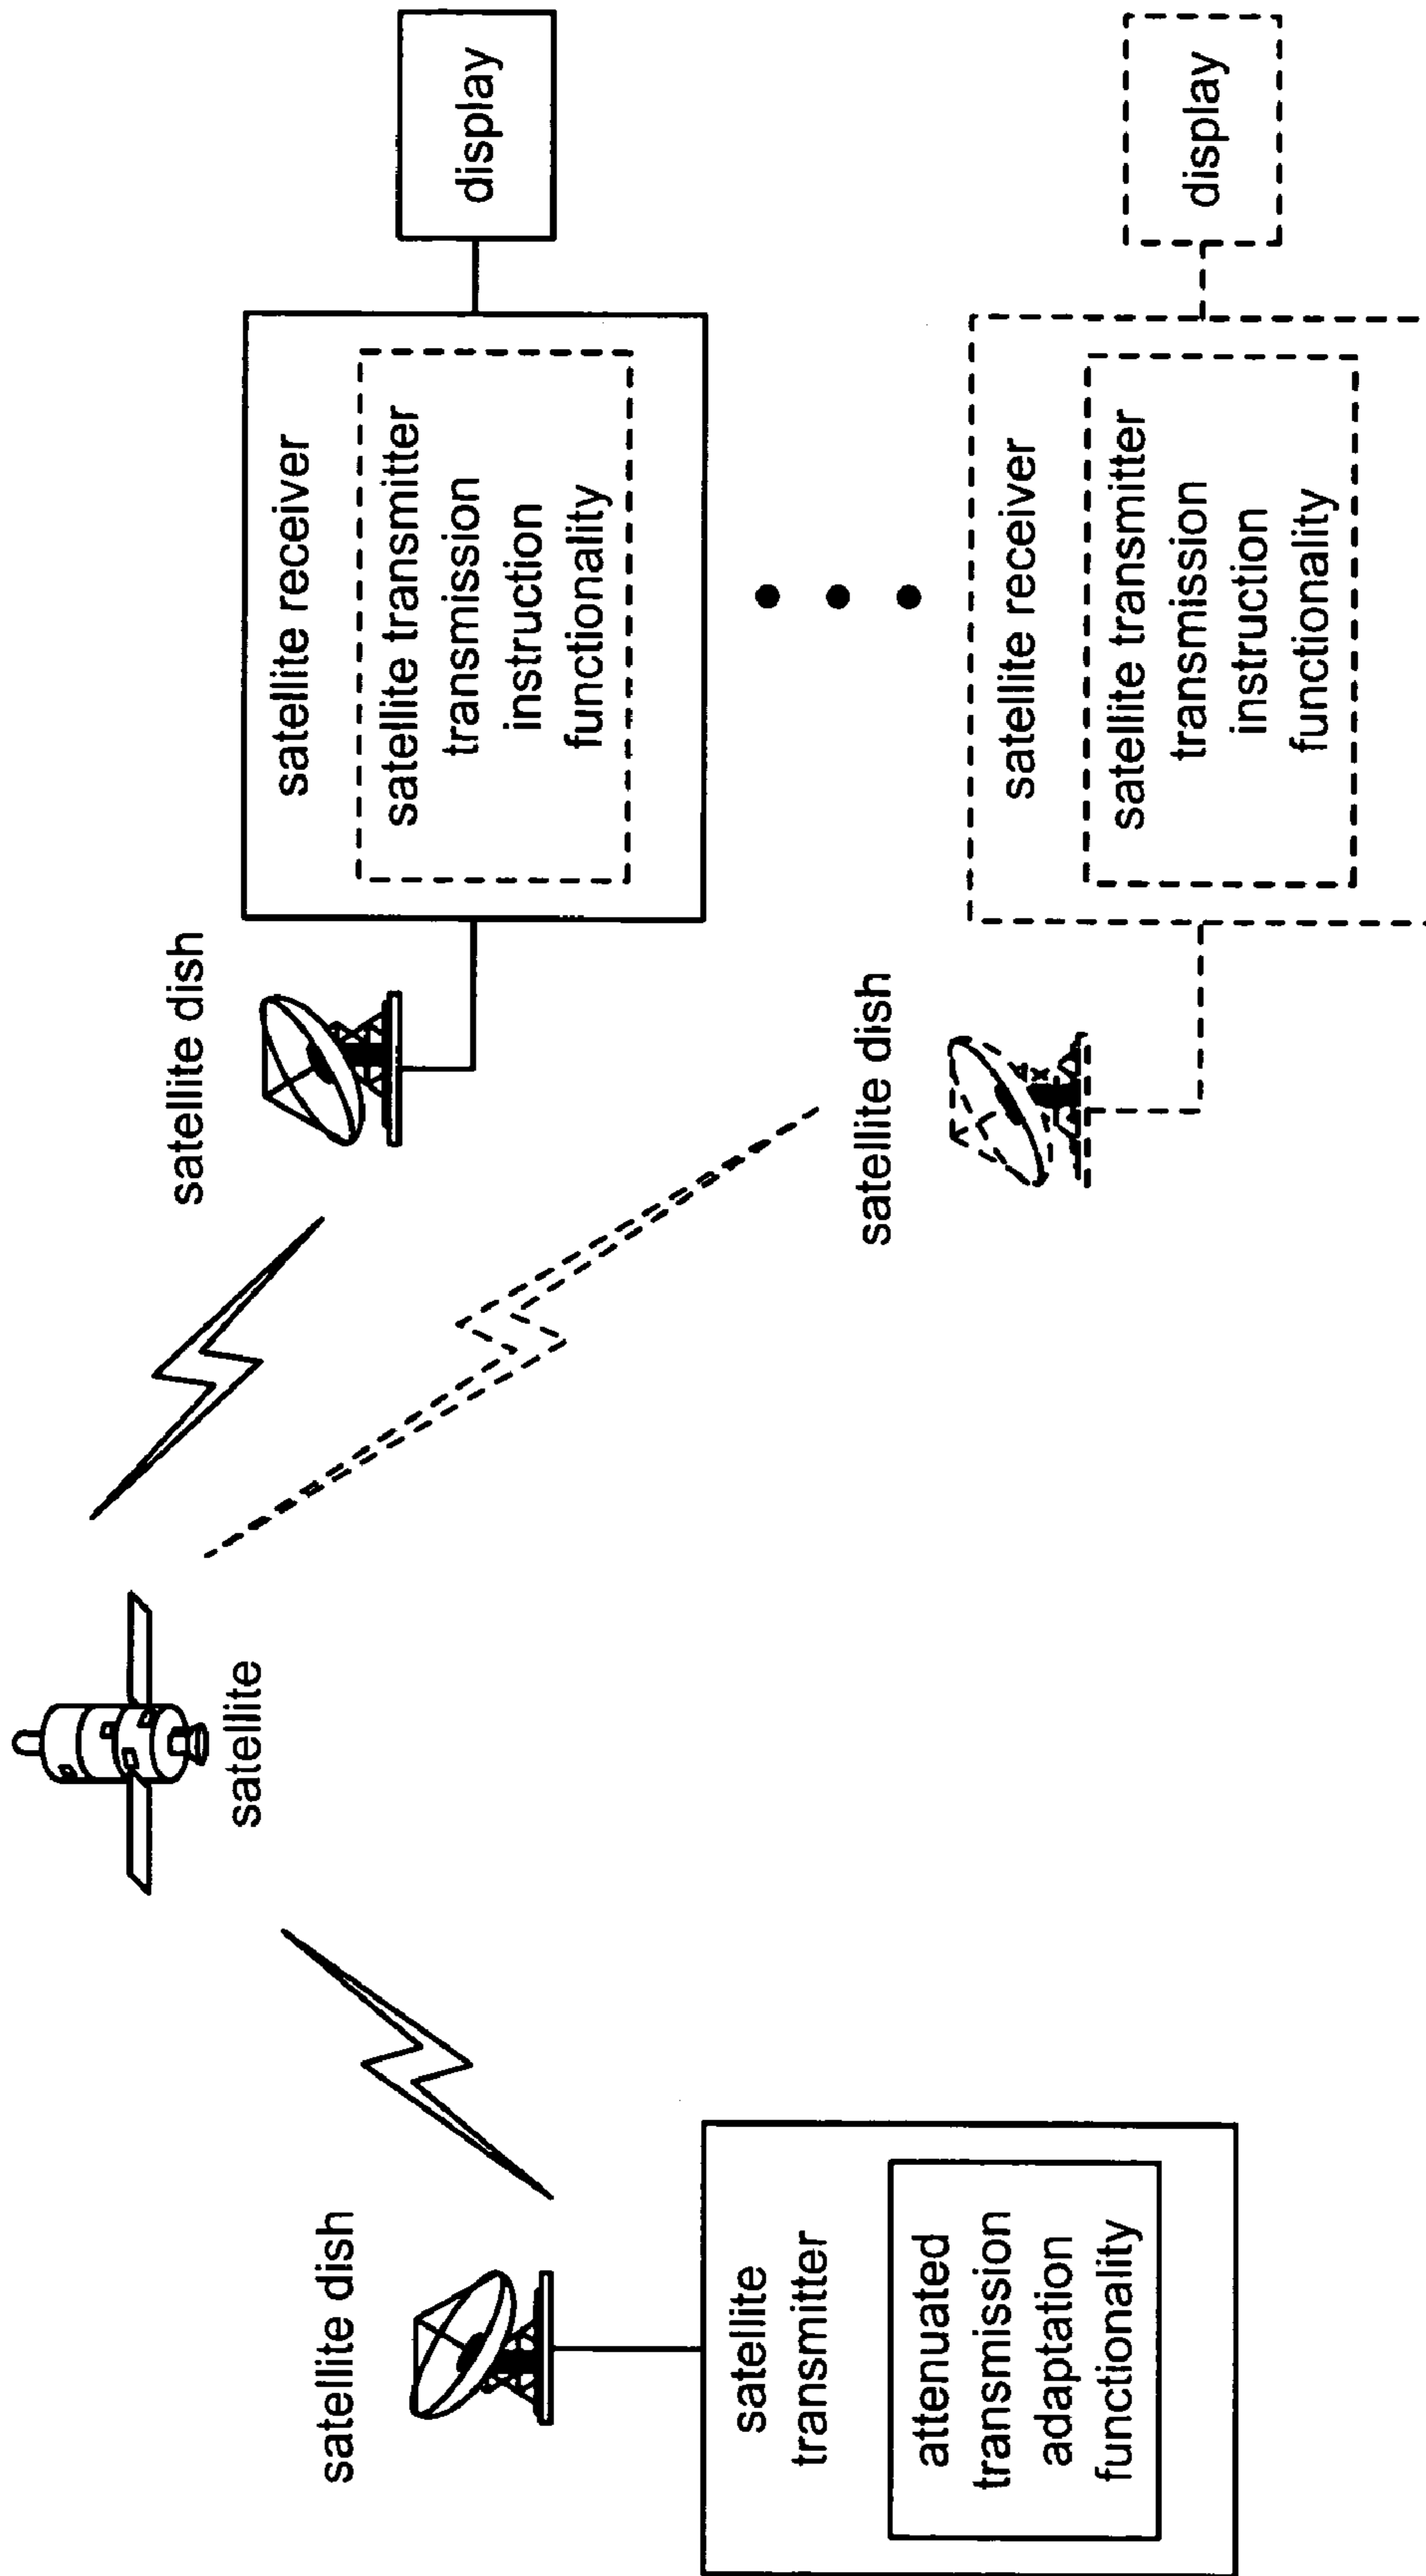 satellite
satellite dish
satellite
transmitter
attenuated
transmission
adaptation
functionality
satellite dish
satellite receiver
satellite transmitter
transmission
instruction
functionality
display
satellite dish
satellite receiver
satellite transmitter
transmission
instruction
functionality
display